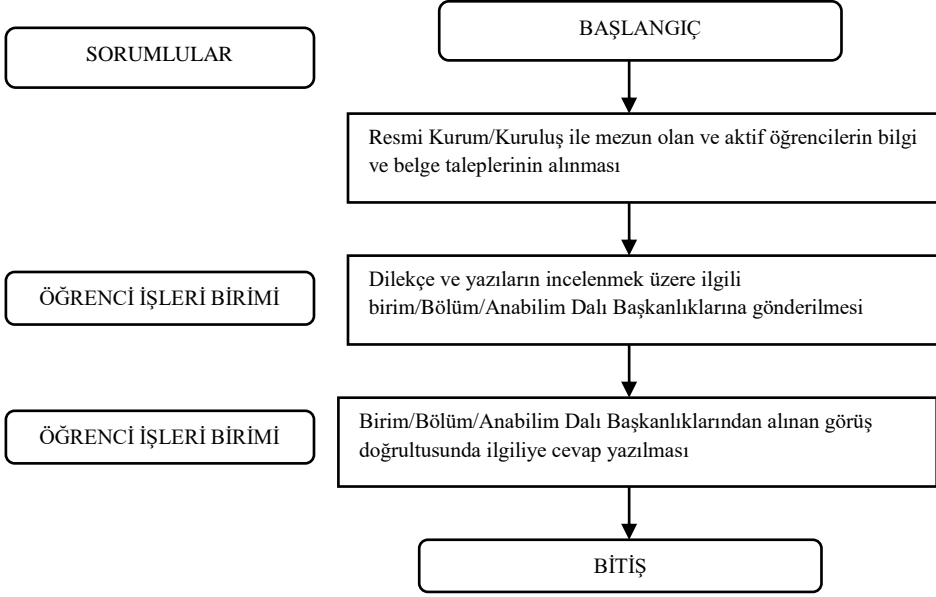 BAŞLANGIÇ
SORUMLULAR
Resmi Kurum/Kuruluş ile mezun olan ve aktif öğrencilerin bilgi
ve belge taleplerinin alınması
ÖĞRENCİ İŞLERİ BİRİMİ
Dilekçe ve yazıların incelenmek üzere ilgili
birim/Bölüm/Anabilim Dalı Başkanlıklarına gönderilmesi
ÖĞRENCİ İŞLERİ BİRİMİ
Birim/Bölüm/Anabilim Dalı Başkanlıklarından alınan görüş
doğrultusunda ilgiliye cevap yazılması
BİTİŞ